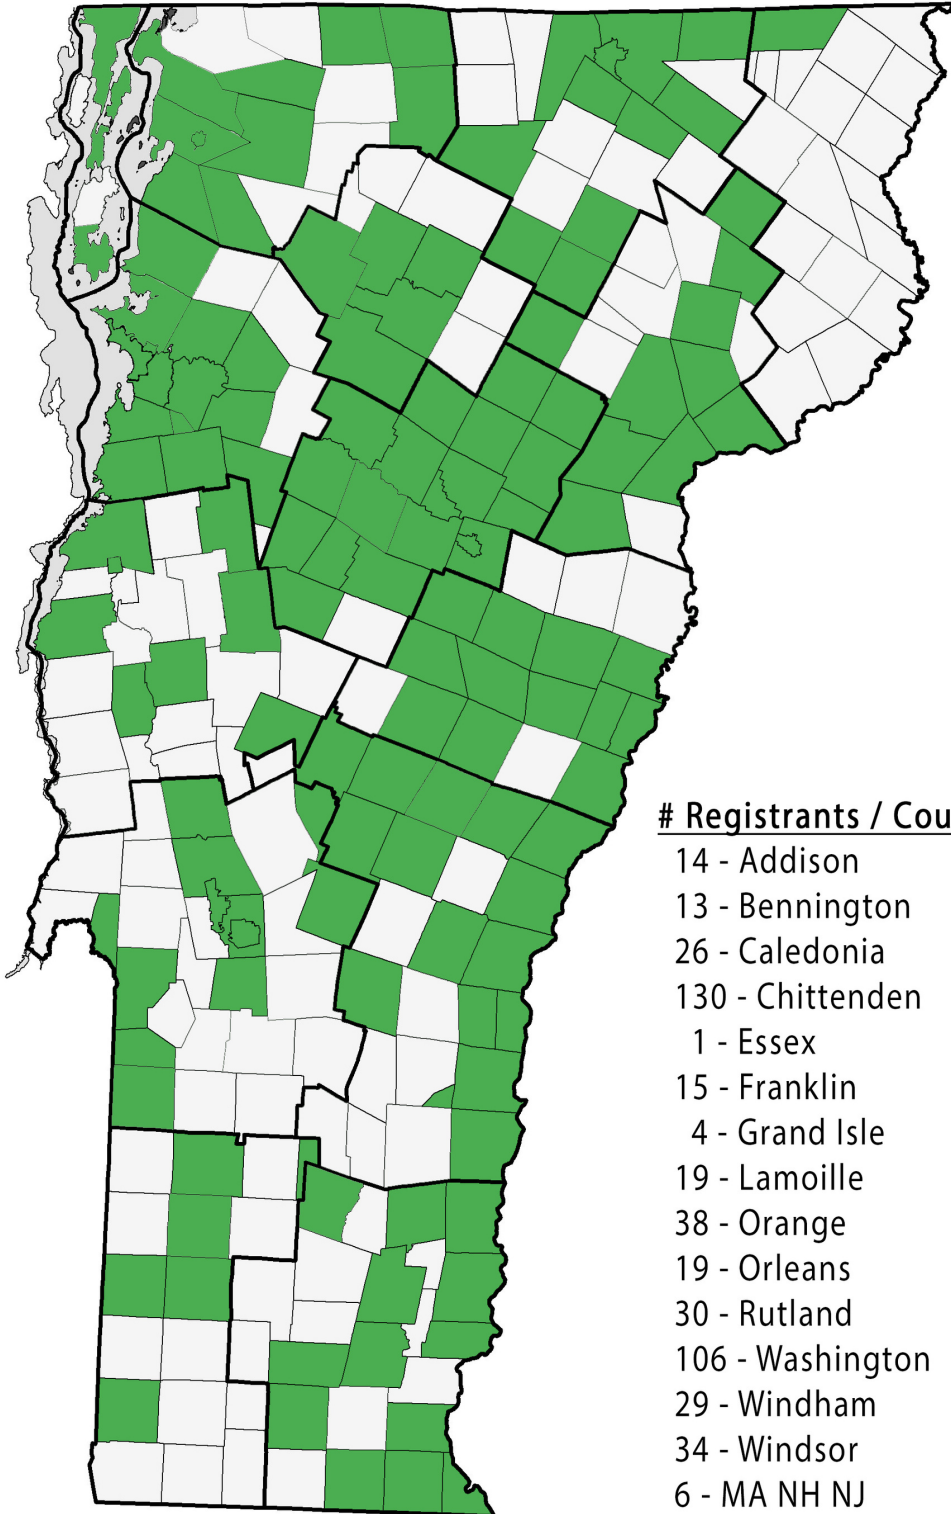 # Registrants / Cou
14 - Addison
13 - Bennington
26 - Caledonia
130 - Chittenden
1 - Essex
15 - Franklin
4 - Grand Isle
19 - Lamoille
38 - Orange
19 - Orleans
30 - Rutland
106 - Washington
29 - Windham
34 - Windsor
6 - MA NH NJ